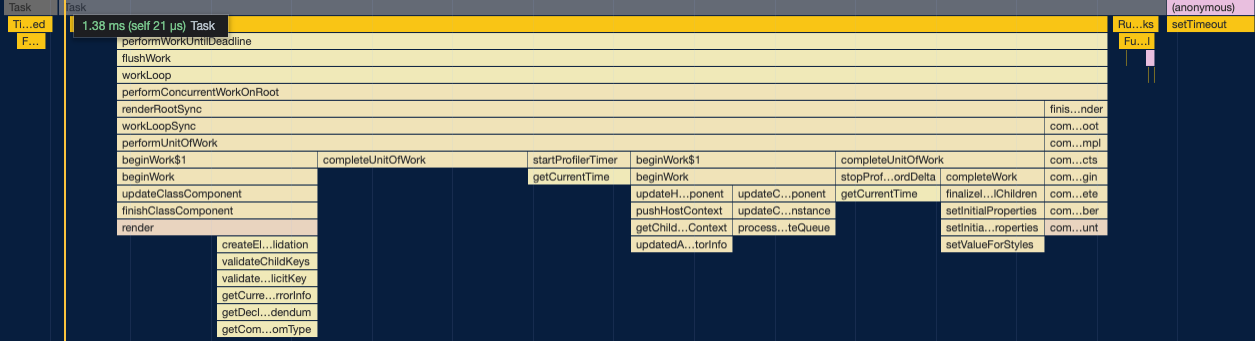 Task Task (anonymous)
Ti...ed 1.38 ms (self 21 µs) Task Ru...ks setTimeout
F... performWorkUntilDeadline Fu...l
flushWork
workLoop
performConcurrentWorkOnRoot
renderRootSync finis...nder
workLoopSync com...oot
performUnitOfWork com...mpl
beginWork$1 completeUnitOfWork startProfilerTimer beginWork$1 completeUnitOfWork com...cts
beginWork getCurrentTime beginWork stopProf...ordDelta completeWork com...gin
updateClassComponent updateH...ponent updateC...ponent getCurrentTime finalizeI...lChildren com...ete
finishClassComponent pushHostContext updateC...nstance setInitialProperties com...ber
render getChild...Context process...teQueue setInitia...roperties com...unt
createEl...lidation updatedA...torInfo setValueForStyles
validateChildKeys
validate...licitKey
getCurre...rrorInfo
getDecl...dendum
getCom...omType